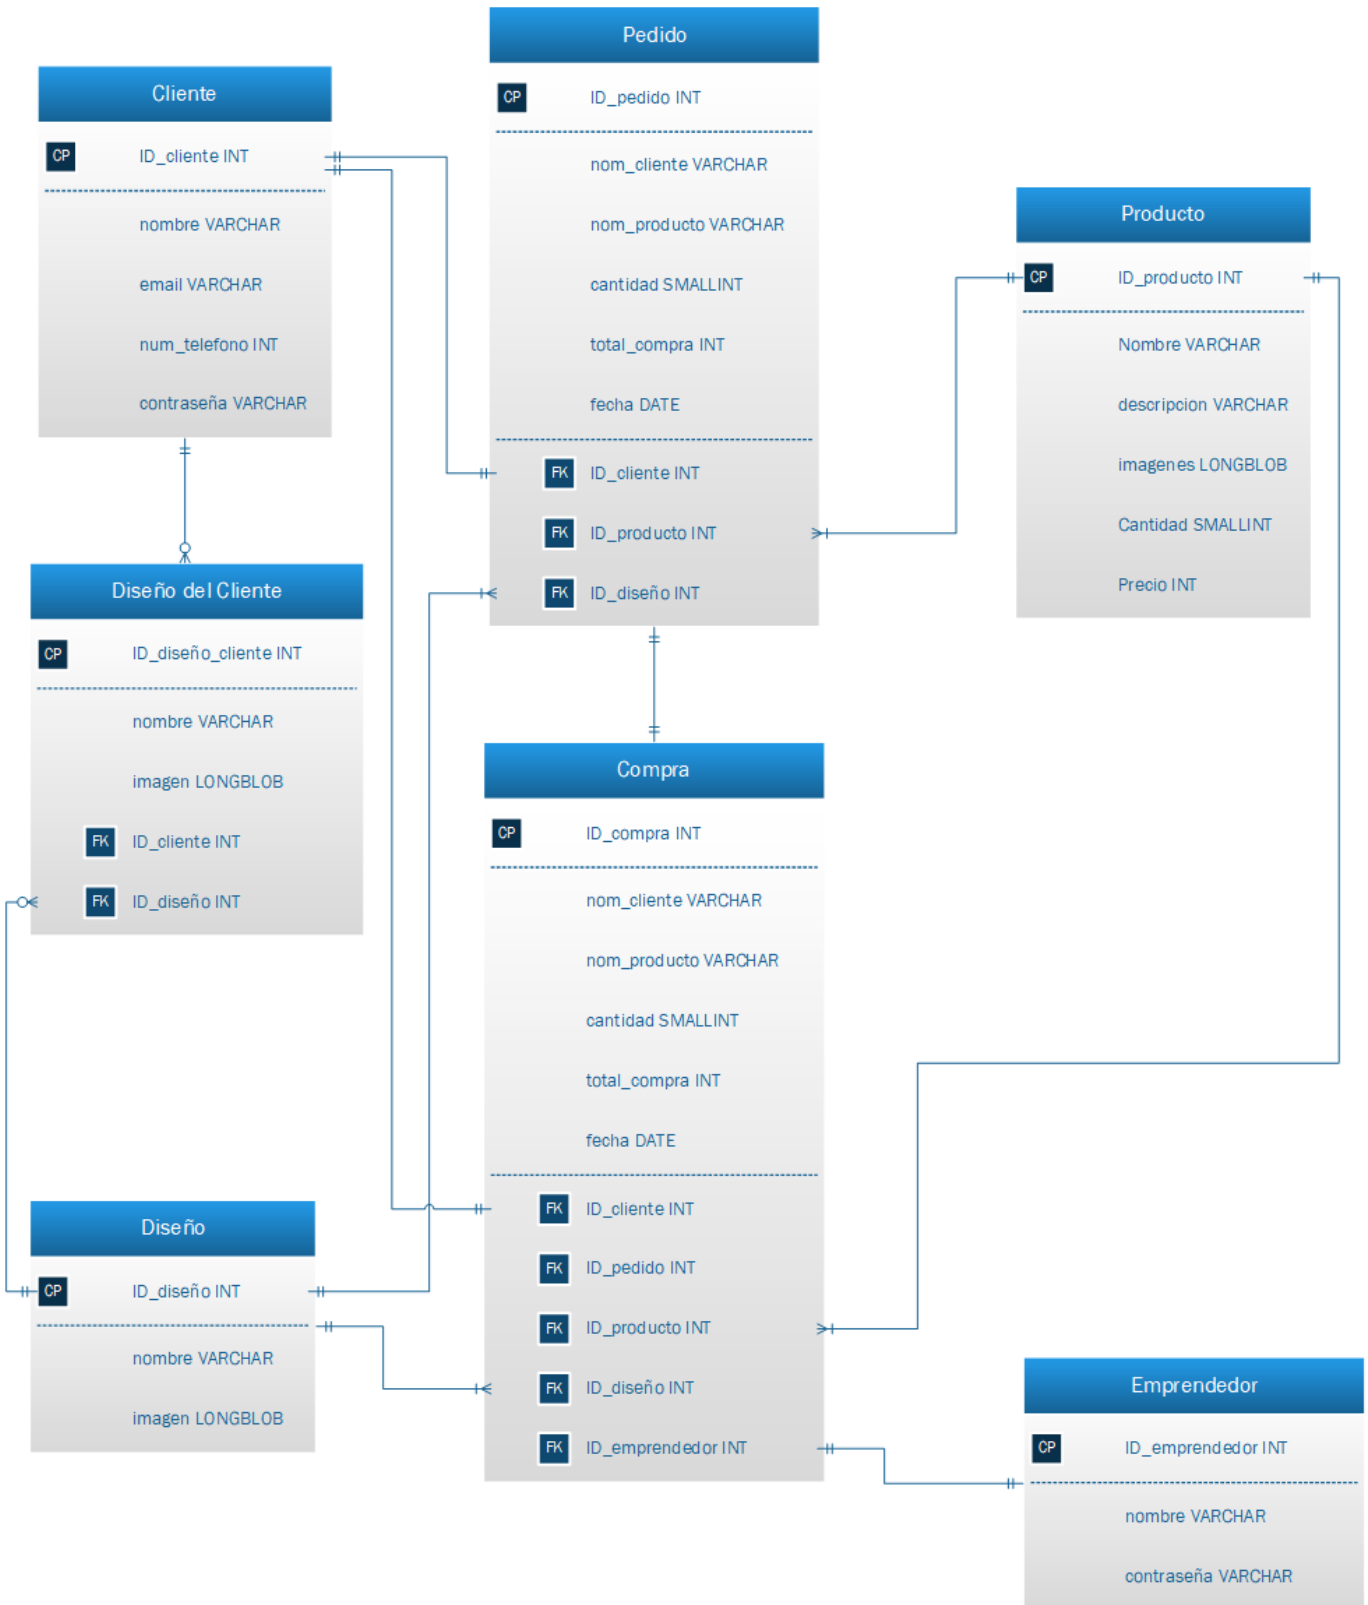 Cliente
CP ID_cliente INT
nombre VARCHAR
email VARCHAR
num_telefono INT
contraseña VARCHAR
Pedido
CP ID_pedido INT
nom_cliente VARCHAR
nom_producto VARCHAR
cantidad SMALLINT
total_compra INT
fecha DATE
FK ID_cliente INT
FK ID_producto INT
FK ID_diseño INT
Producto
CP ID_producto INT
Nombre VARCHAR
descripcion VARCHAR
imagenes LONGBLOB
Cantidad SMALLINT
Precio INT
Diseño del Cliente
CP ID_diseño_cliente INT
nombre VARCHAR
imagen LONGBLOB
FK ID_cliente INT
FK ID_diseño INT
Compra
CP ID_compra INT
nom_cliente VARCHAR
nom_producto VARCHAR
cantidad SMALLINT
total_compra INT
fecha DATE
FK ID_cliente INT
FK ID_pedido INT
FK ID_producto INT
FK ID_diseño INT
FK ID_emprendedor INT
Diseño
CP ID_diseño INT
nombre VARCHAR
imagen LONGBLOB
Emprendedor
CP ID_emprendedor INT
nombre VARCHAR
contraseña VARCHAR